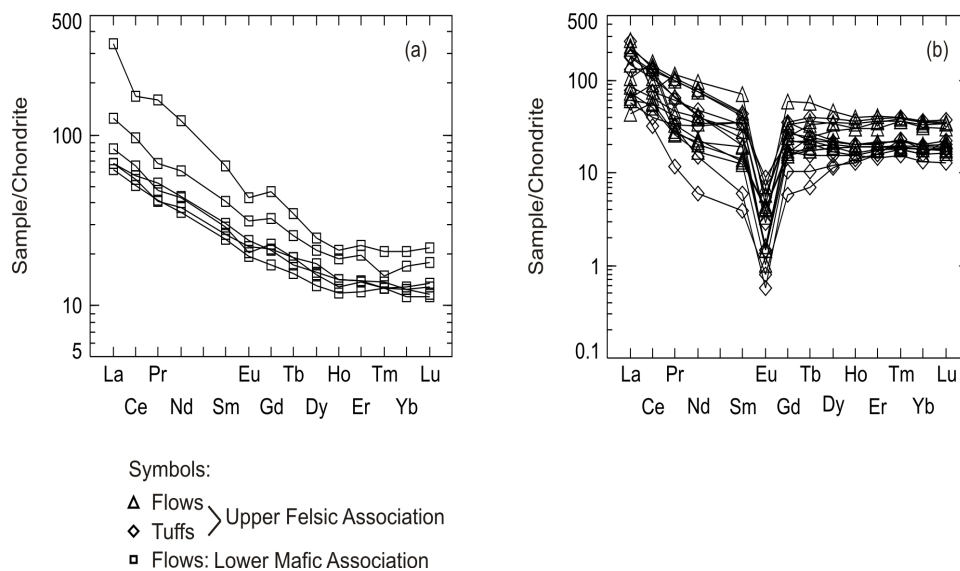 500
(a)
100
10
5
Sample/Chondrite
La Pr Eu Tb Ho Tm Lu
Ce Nd Sm Gd Dy Er Yb
500
(b)
100
10
1
0.1
Sample/Chondrite
La Pr Eu Tb Ho Tm Lu
Ce Nd Sm Gd Dy Er Yb
Symbols:
Flows
Tuffs
Upper Felsic Association
Flows: Lower Mafic Association